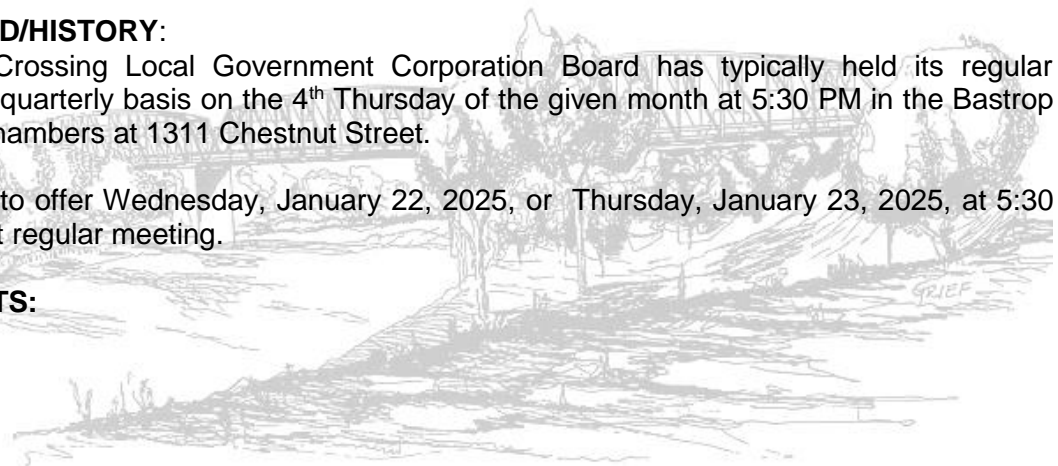 D/HISTORY:
Crossing Local Government Corporation Board has typically held its regular
quarterly basis on the 4th Thursday of the given month at 5:30 PM in the Bastrop
hambers at 1311 Chestnut Street.
to offer Wednesday, January 22, 2025, or Thursday, January 23, 2025, at 5:30
t regular meeting.
GRIEF
TS: